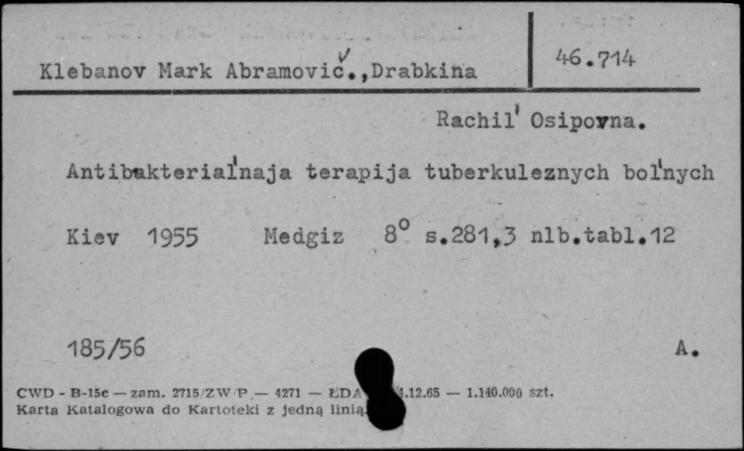 46.714
Klebanov Mark Abramovič.,Drabkina
Rachil' Osipovna.
Antibakterial'naja terapija tuberkuleznych bol'nych
Kiev 1955 Medgiz 8° s.281,3 nlb.tabl.12
185/56 A.
CWD - B-15c — zam. 2715/ZW/P — 4271 — ŁDA .12.65 — 1.140.000 szt.
Karta Katalogowa do Kartoteki z jedną linią